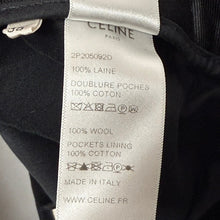 CELINE
PARIS
2P205092D
100% LAINE
DOUBLURE POCHES
100% COTON
100% WOOL
POCKETS LINING
100% COTTON
MADE IN ITALY
WWW.CELINE.COM